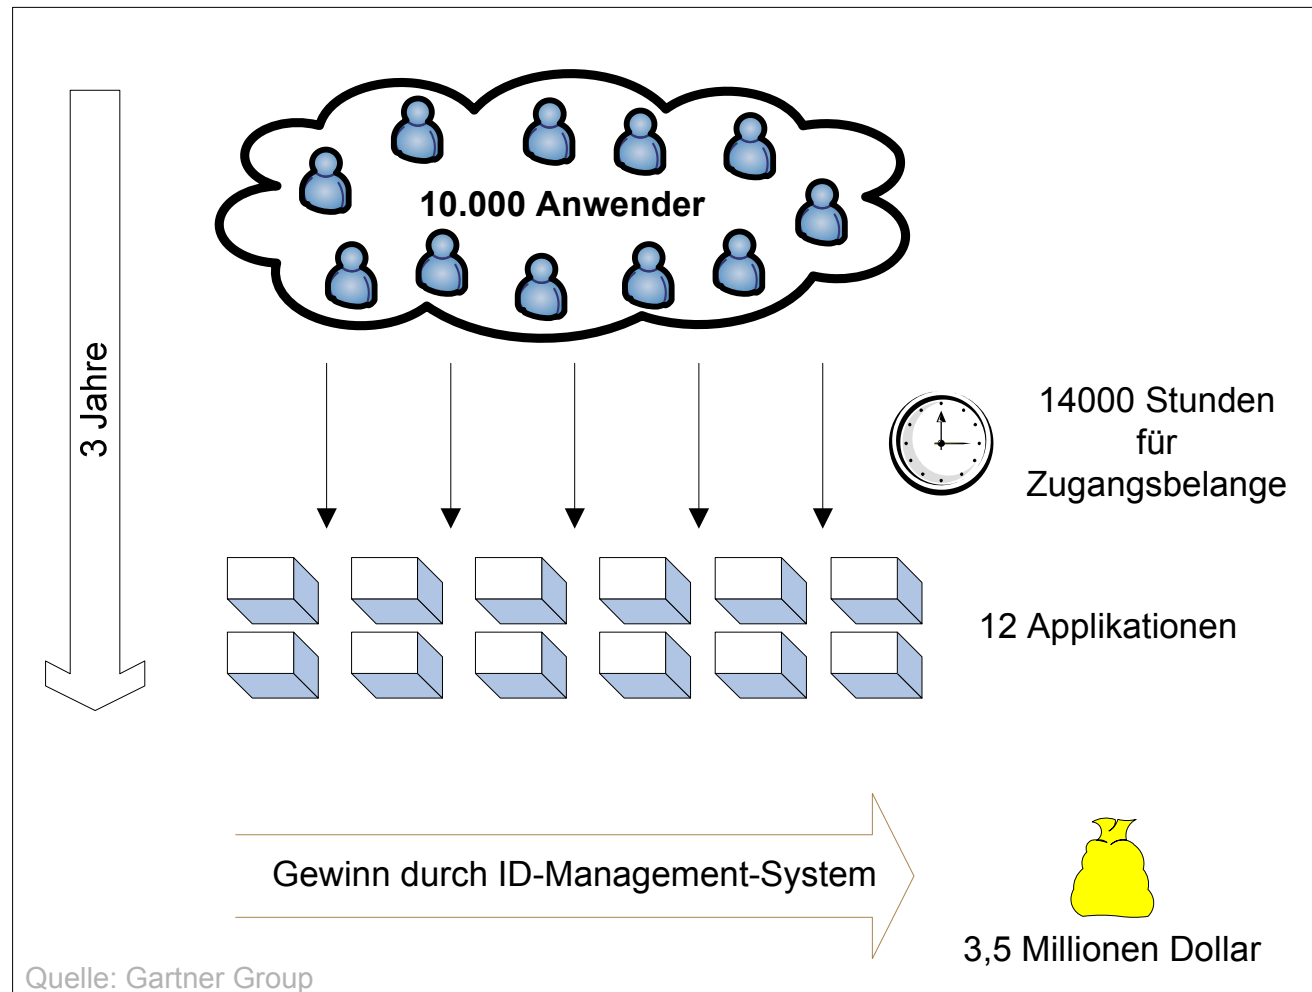 10.000 Anwender
3 Jahre
14000 Stunden
für
Zugangsbelange
12 Applikationen
Gewinn durch ID-Management-System
3,5 Millionen Dollar
Quelle: Gartner Group